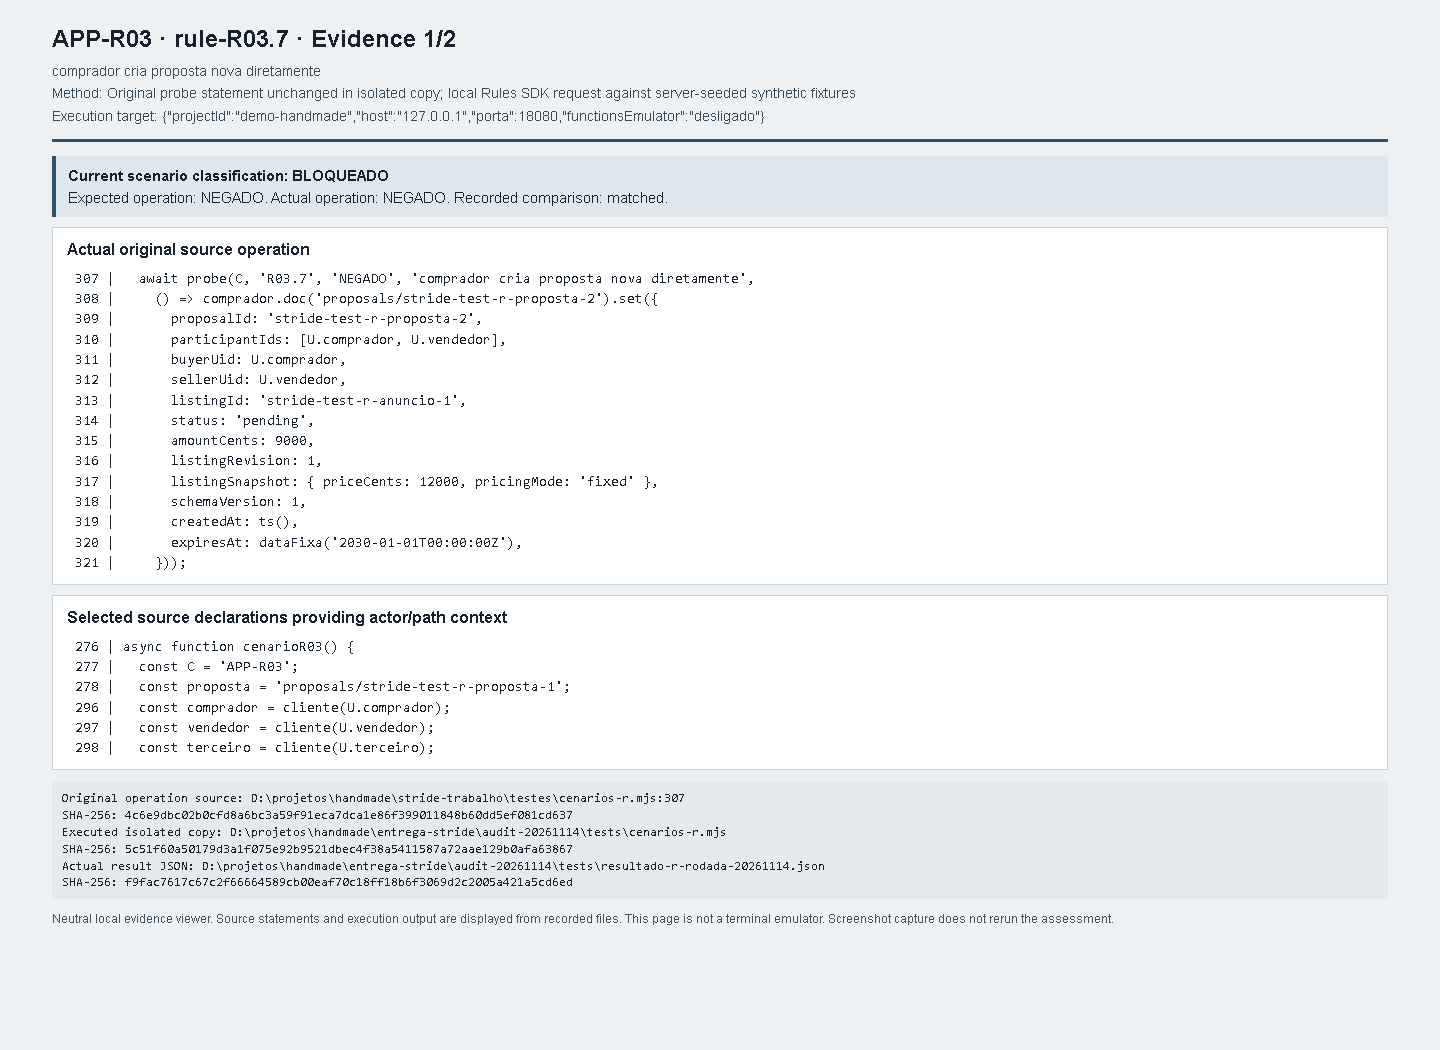 APP-R03 · rule-R03.7 · Evidence 1/2
comprador cria proposta nova diretamente
Method: Original probe statement unchanged in isolated copy; local Rules SDK request against server-seeded synthetic fixtures
Execution target: {"projectId":"demo-handmade","host":"127.0.0.1","porta":18080,"functionsEmulator":"desligado"}
Current scenario classification: BLOQUEADO
Expected operation: NEGADO. Actual operation: NEGADO. Recorded comparison: matched.
Actual original source operation
307 |   await probe(C, 'R03.7', 'NEGADO', 'comprador cria proposta nova diretamente',
308 |     () => comprador.doc('proposals/stride-test-r-proposta-2').set({
309 |       proposalId: 'stride-test-r-proposta-2',
310 |       participantIds: [U.comprador, U.vendedor],
311 |       buyerUid: U.comprador,
312 |       sellerUid: U.vendedor,
313 |       listingId: 'stride-test-r-anuncio-1',
314 |       status: 'pending',
315 |       amountCents: 9000,
316 |       listingRevision: 1,
317 |       listingSnapshot: { priceCents: 12000, pricingMode: 'fixed' },
318 |       schemaVersion: 1,
319 |       createdAt: ts(),
320 |       expiresAt: dataFixa('2030-01-01T00:00:00Z'),
321 |     }));
Selected source declarations providing actor/path context
276 | async function cenarioR03() {
277 |   const C = 'APP-R03';
278 |   const proposta = 'proposals/stride-test-r-proposta-1';
296 |   const comprador = cliente(U.comprador);
297 |   const vendedor = cliente(U.vendedor);
298 |   const terceiro = cliente(U.terceiro);
Original operation source: D:\projetos\handmade\stride-trabalho\testes\cenarios-r.mjs:307
SHA-256: 4c6e9dbc02b0cfd8a6bc3a59f91eca7dca1e86f399011848b60dd5ef081cd637
Executed isolated copy: D:\projetos\handmade\entrega-stride\audit-20261114\tests\cenarios-r.mjs
SHA-256: 5c51f60a50179d3a1f075e92b9521dbec4f38a5411587a72aae129b0afa63867
Actual result JSON: D:\projetos\handmade\entrega-stride\audit-20261114\tests\resultado-r-rodada-20261114.json
SHA-256: f9fac7617c67c2f66664589cb00eaf70c18ff18b6f3069d2c2005a421a5cd6ed
Neutral local evidence viewer. Source statements and execution output are displayed from recorded files. This page is not a terminal emulator. Screenshot capture does not rerun the assessment.